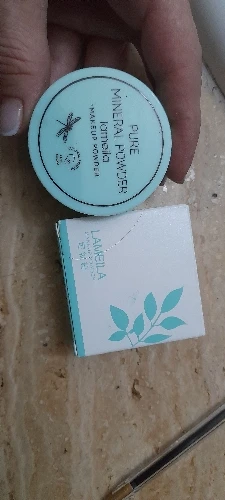 PURE
MINERAL POWDER
lameila
MAKEUP POWDER
LAMEILA